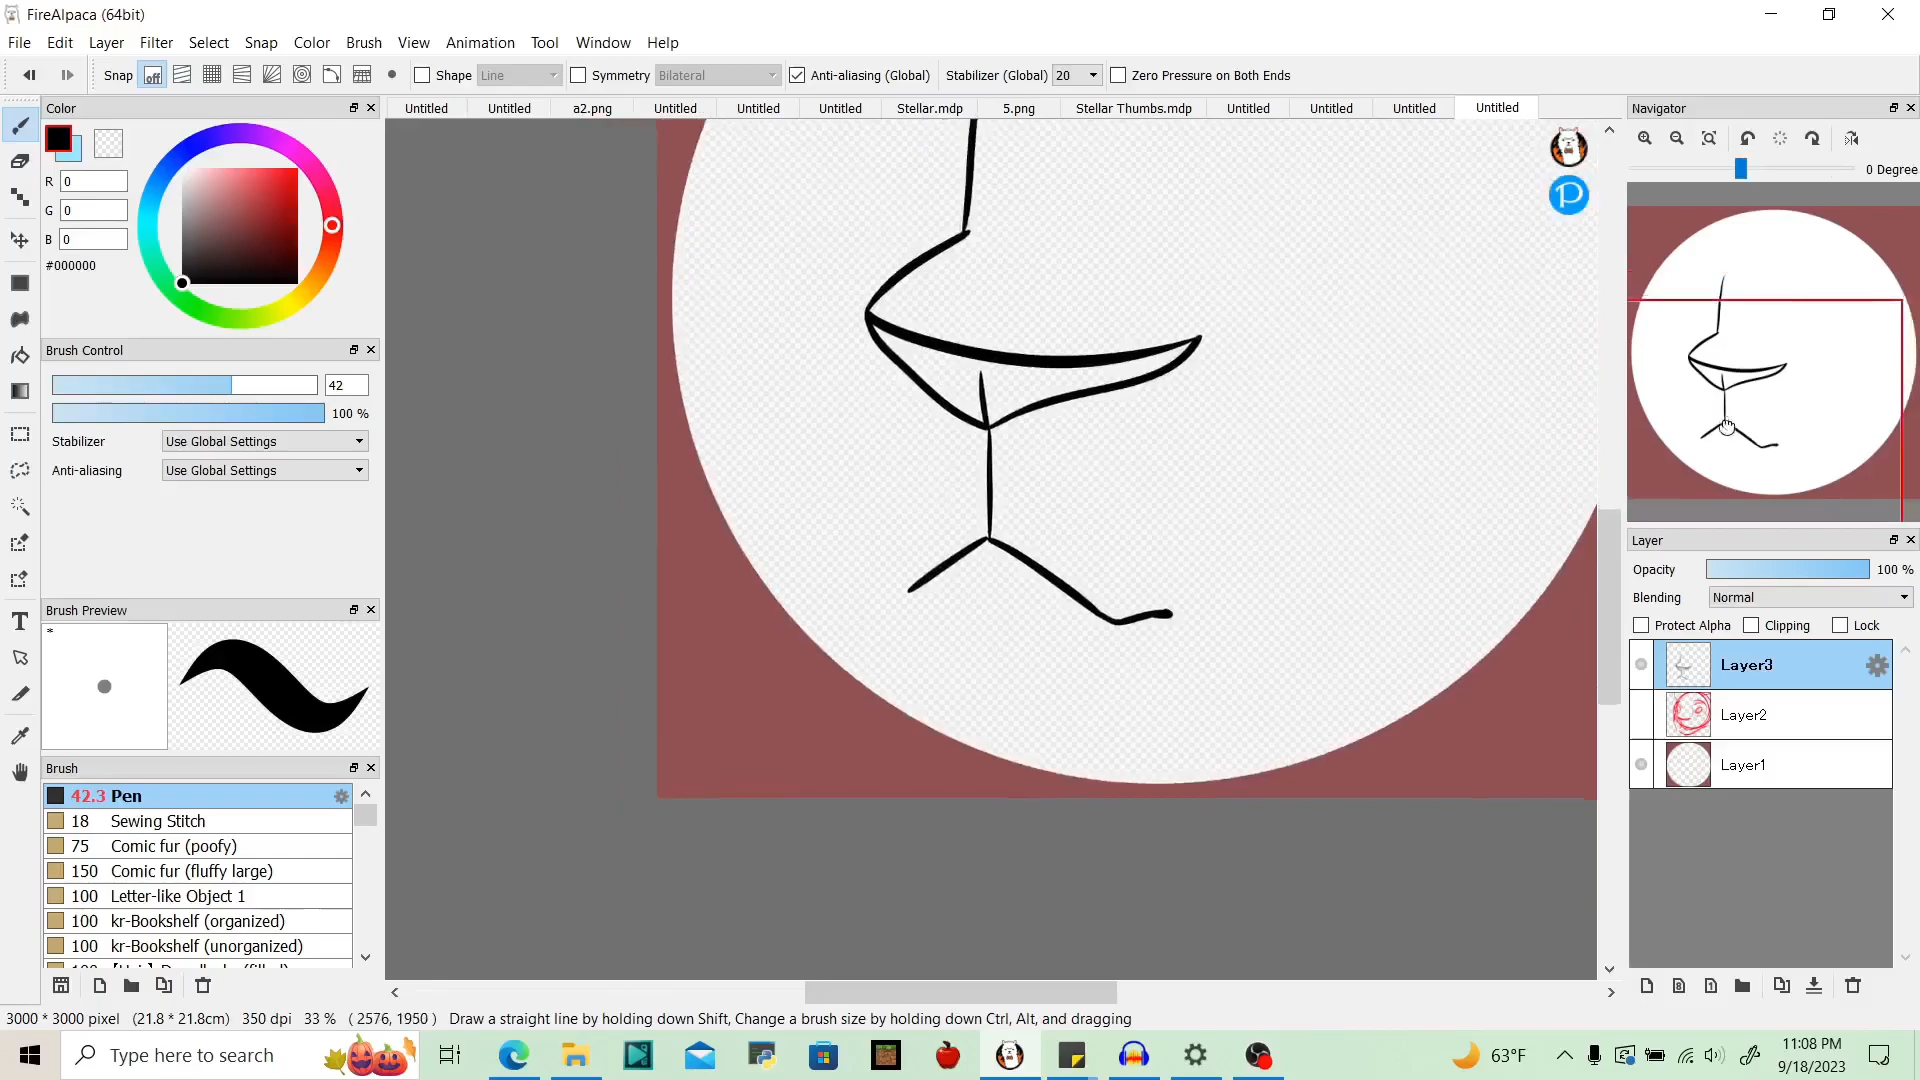 FireAlpaca (64bit)
File Edit Layer Filter Select Snap Color Brush View Animation Tool Window Help
Snap off Shape Line Symmetry Bilateral Anti-aliasing (Global) Stabilizer (Global) 20 Zero Pressure on Both Ends
Color
Untitled Untitled a2.png Untitled Untitled Untitled Stellar.mdp 5.png Stellar Thumbs.mdp Untitled Untitled Untitled Untitled
Navigator
R 0
G 0
B 0
#000000
0 Degree
Brush Control
42
100 %
Stabilizer Use Global Settings
Anti-aliasing Use Global Settings
Brush Preview
*
Brush
42.3 Pen
18 Sewing Stitch
75 Comic fur (poofy)
150 Comic fur (fluffy large)
100 Letter-like Object 1
100 kr-Bookshelf (organized)
100 kr-Bookshelf (unorganized)
Layer
Opacity 100 %
Blending Normal
Protect Alpha Clipping Lock
Layer3
Layer2
Layer1
3000 * 3000 pixel (21.8 * 21.8cm) 350 dpi 33 % ( 2576, 1950 ) Draw a straight line by holding down Shift, Change a brush size by holding down Ctrl, Alt, and dragging
Type here to search
63°F
11:08 PM
9/18/2023